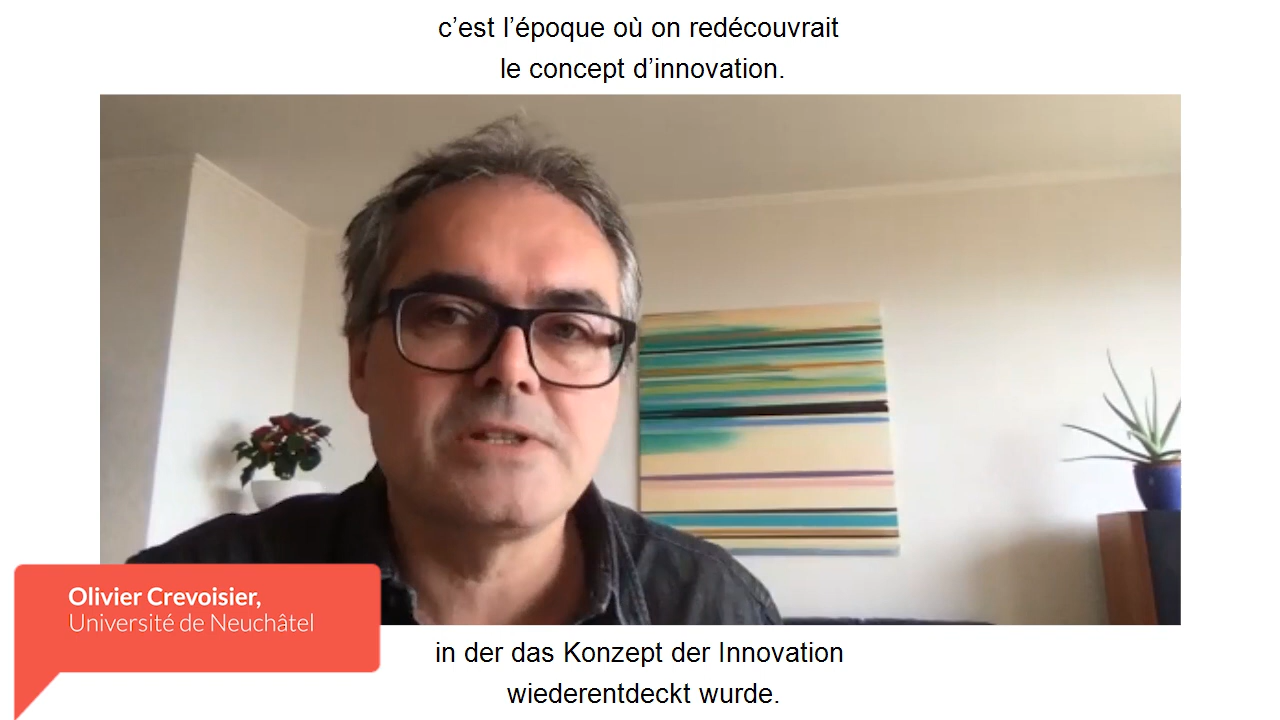 c’est l’époque où on redécouvrait
le concept d’innovation.
Olivier Crevoisier,
Université de Neuchâtel
in der das Konzept der Innovation
wiederentdeckt wurde.